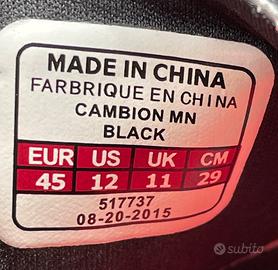 MADE IN CHINA
FARBRIQUE EN CHINA
CAMBION MN
BLACK
EUR US UK CM
45 12 11 29
517737
08-20-2015
subito